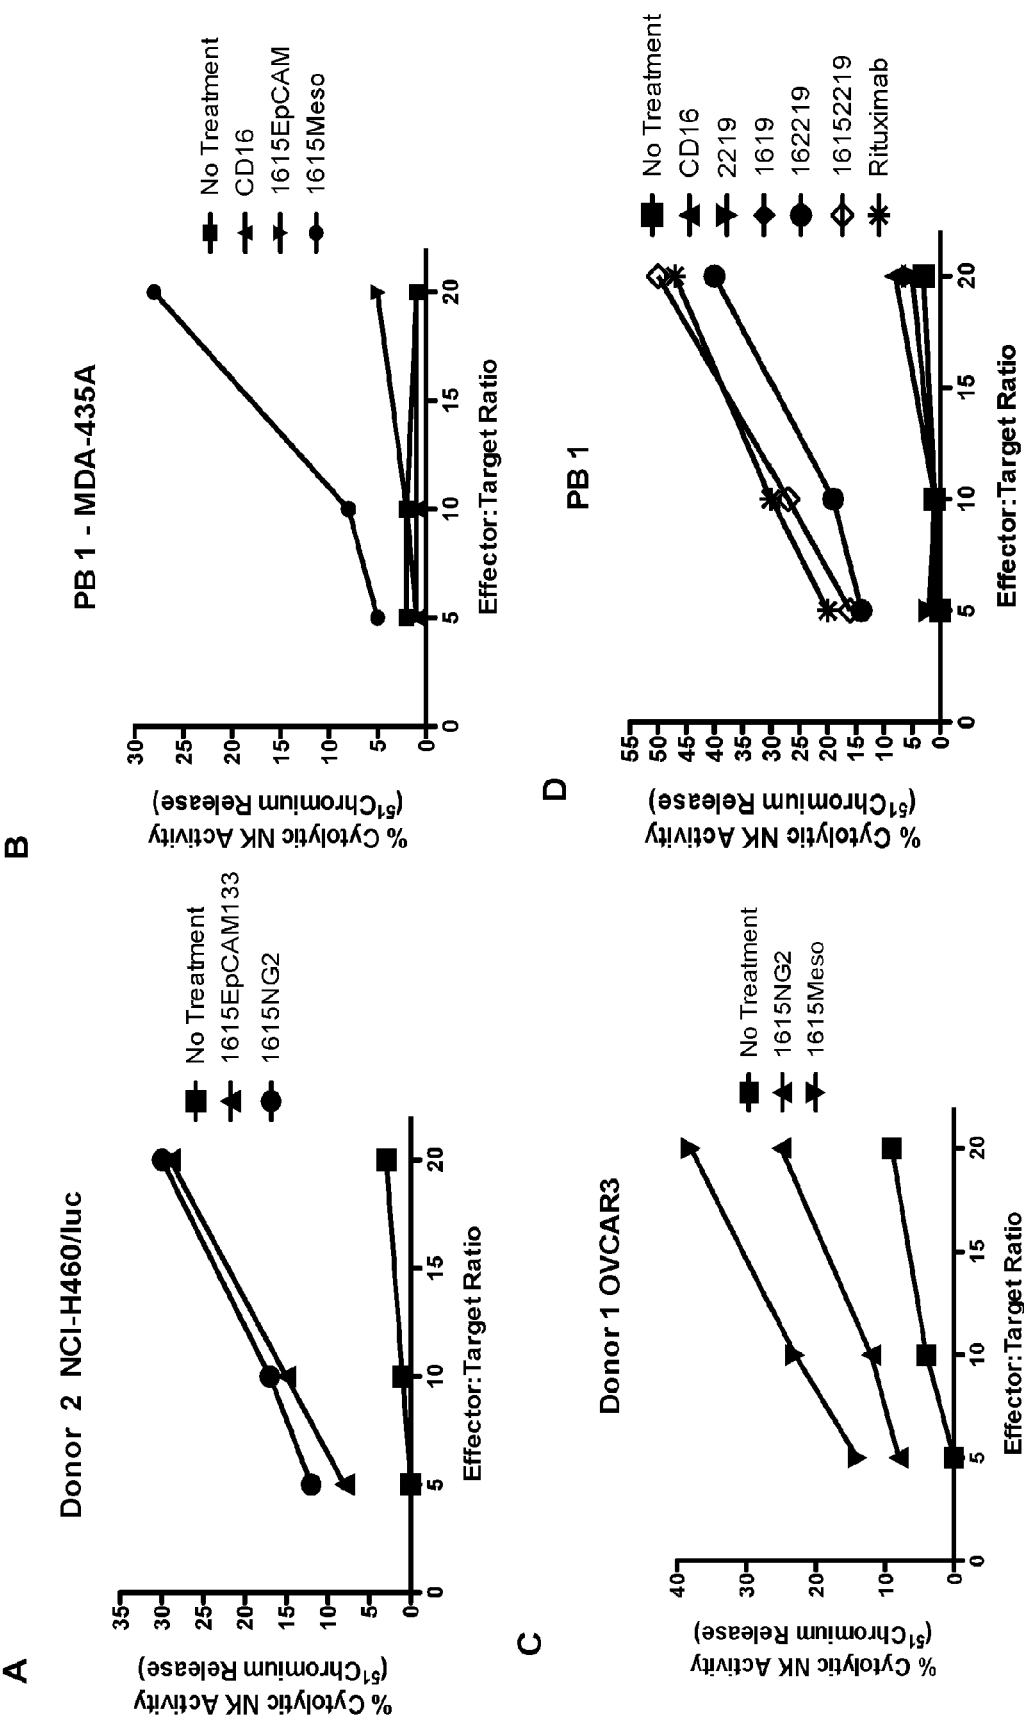 A
Donor 2 NCI-H460/luc
% Cytolytic NK Activity
(⁵¹Chromium Release)
35
30
25
20
15
10
5
0
0 5 10 15 20
Effector:Target Ratio
No Treatment
1615EpCAM133
1615NG2
B
PB 1 - MDA-435A
% Cytolytic NK Activity
(⁵¹Chromium Release)
30
25
20
15
10
5
0
0 5 10 15 20
Effector:Target Ratio
No Treatment
CD16
1615EpCAM
1615Meso
C
Donor 1 OVCAR3
% Cytolytic NK Activity
(⁵¹Chromium Release)
40
30
20
10
0
0 5 10 15 20
Effector:Target Ratio
No Treatment
1615NG2
1615Meso
D
PB 1
% Cytolytic NK Activity
(⁵¹Chromium Release)
55
50
45
40
35
30
25
20
15
10
5
0
0 5 10 15 20
Effector:Target Ratio
No Treatment
CD16
2219
1619
162219
16152219
Rituximab